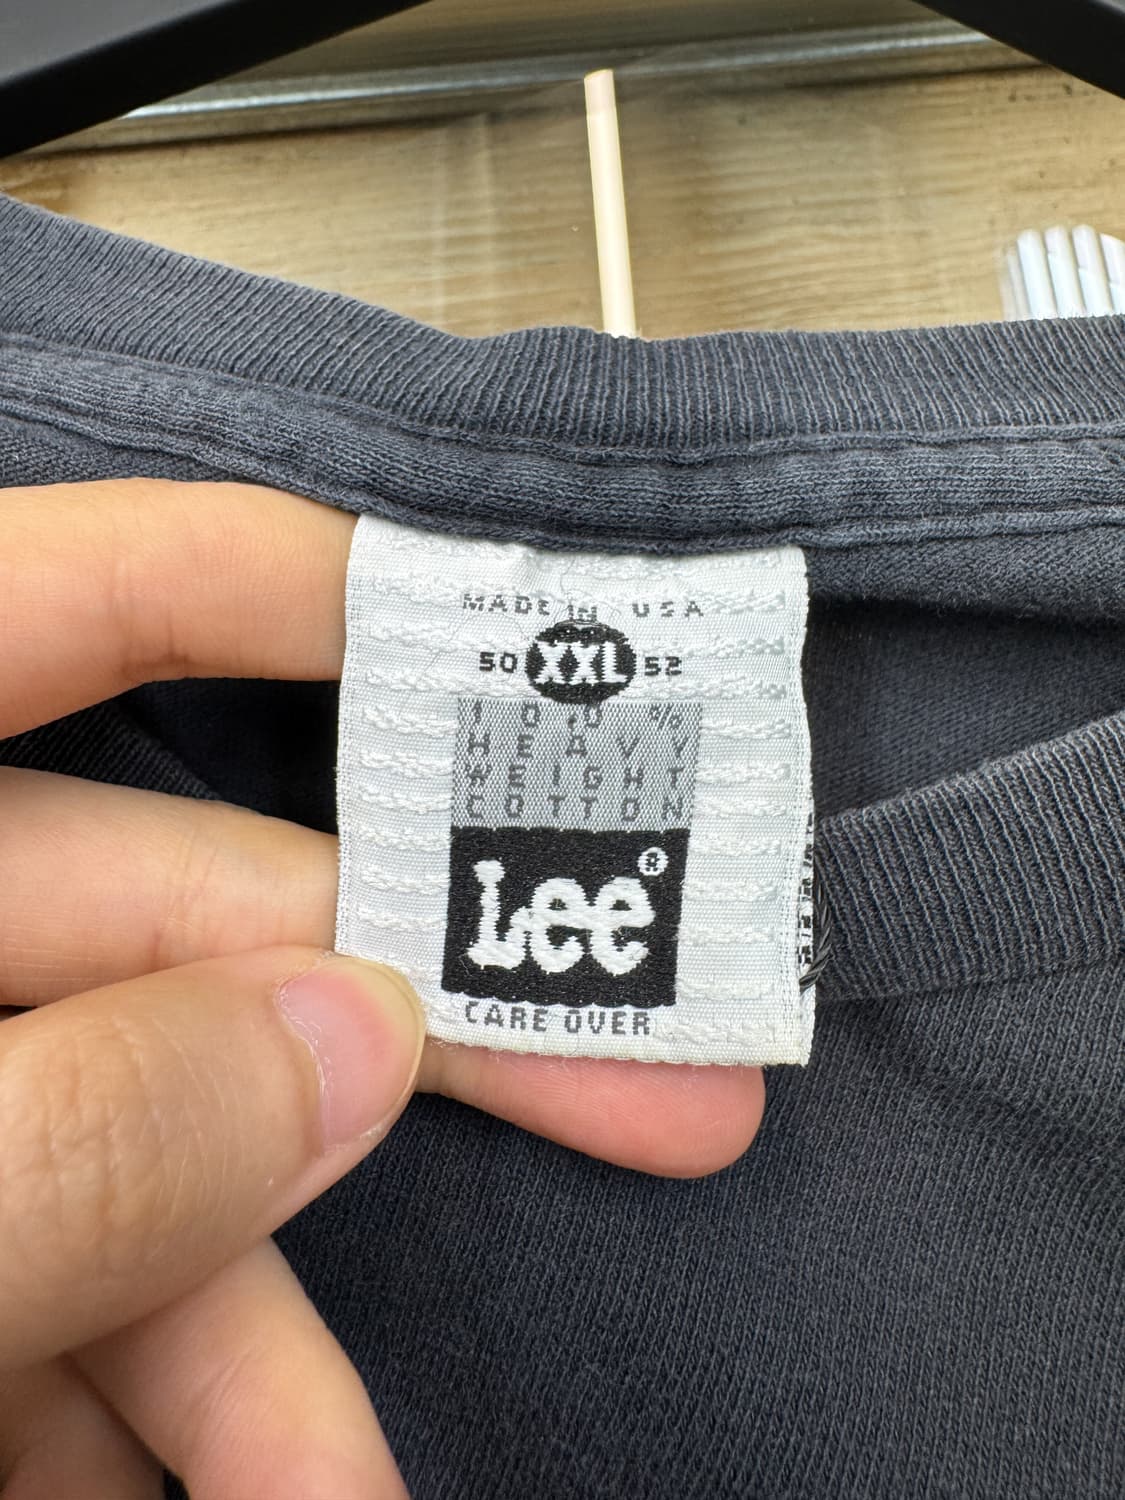 MADE IN USA
50 XXL 52
100%
HEAVY
WEIGHT
COTTON
Lee®
CARE OVER